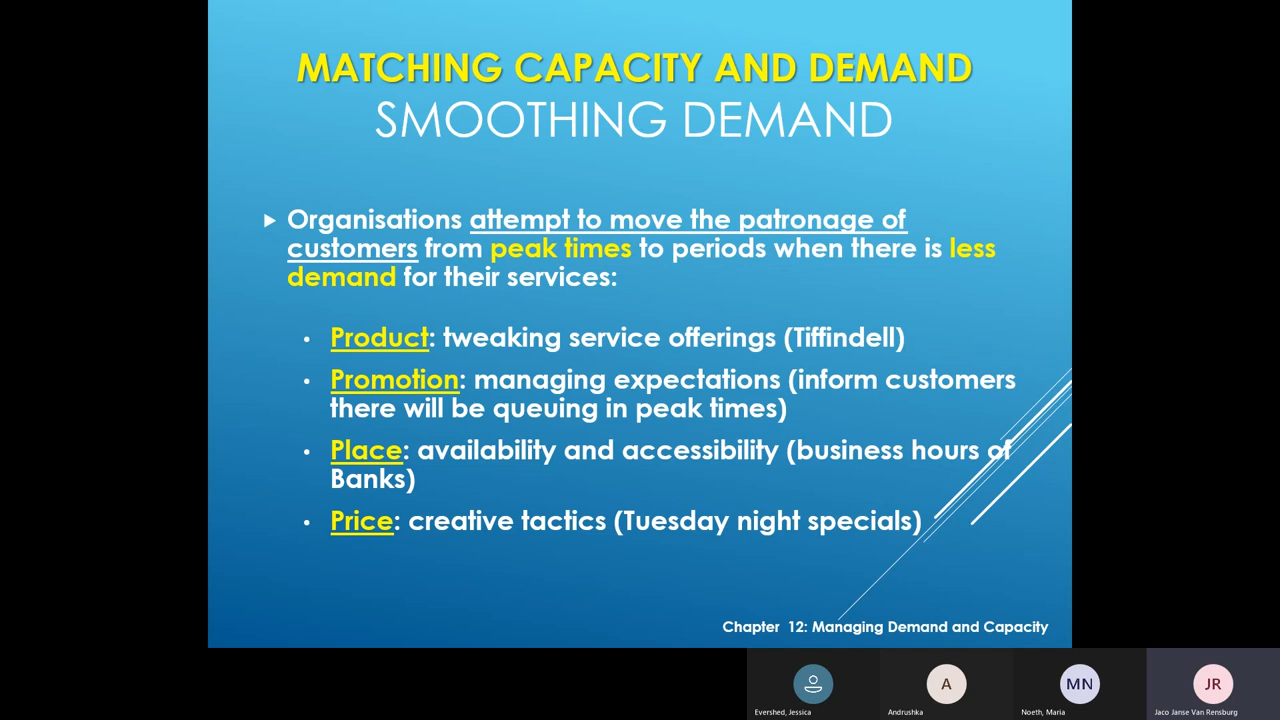 MATCHING CAPACITY AND DEMAND
SMOOTHING DEMAND
Organisations attempt to move the patronage of
customers from peak times to periods when there is less
demand for their services:
• Product: tweaking service offerings (Tiffindell)
• Promotion: managing expectations (inform customers
there will be queuing in peak times)
• Place: availability and accessibility (business hours of
Banks)
• Price: creative tactics (Tuesday night specials)
Chapter 12: Managing Demand and Capacity
A
MN
JR
Evershed, Jessica
Andrushka
Noeth, Maria
Jaco Janse Van Rensburg